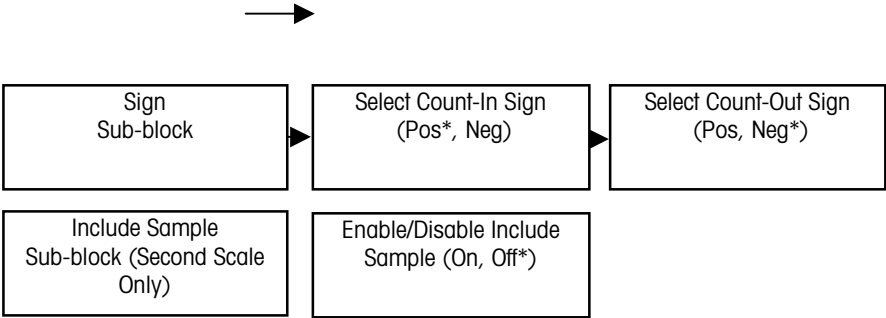 Sign
Sub-block
Select Count-In Sign
(Pos*, Neg)
Select Count-Out Sign
(Pos, Neg*)
Include Sample
Sub-block (Second Scale
Only)
Enable/Disable Include
Sample (On, Off*)